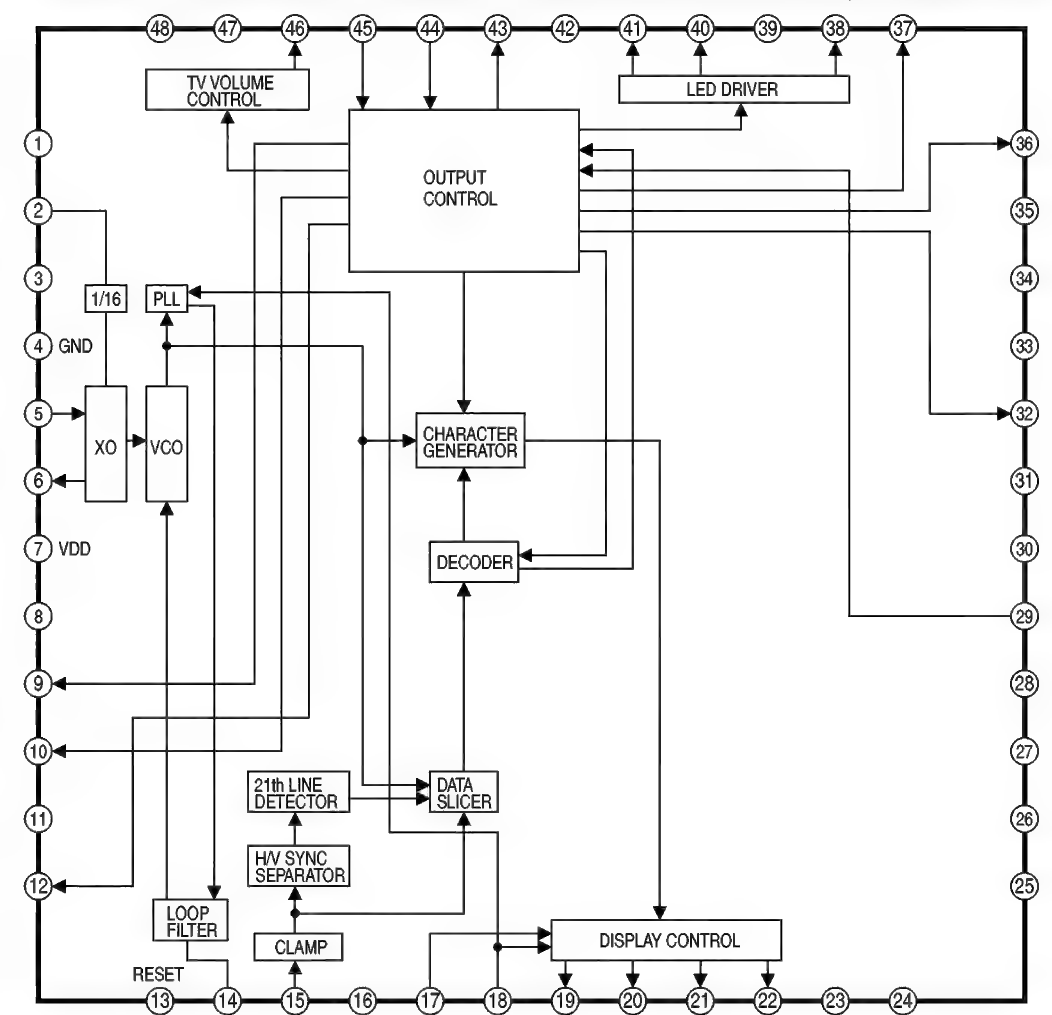 48 47 46 45 44 43 42 41 40 39 38 37
TV VOLUME
CONTROL
LED DRIVER
1
36
OUTPUT
CONTROL
2
35
3
34
1/16
PLL
4 GND
33
5
32
XO
VCO
CHARACTER
GENERATOR
6
31
7 VDD
30
DECODER
8
29
9
28
10
27
21th LINE
DETECTOR
DATA
SLICER
11
26
H/V SYNC
SEPARATOR
12
25
LOOP
FILTER
CLAMP
DISPLAY CONTROL
RESET
13 14 15 16 17 18 19 20 21 22 23 24